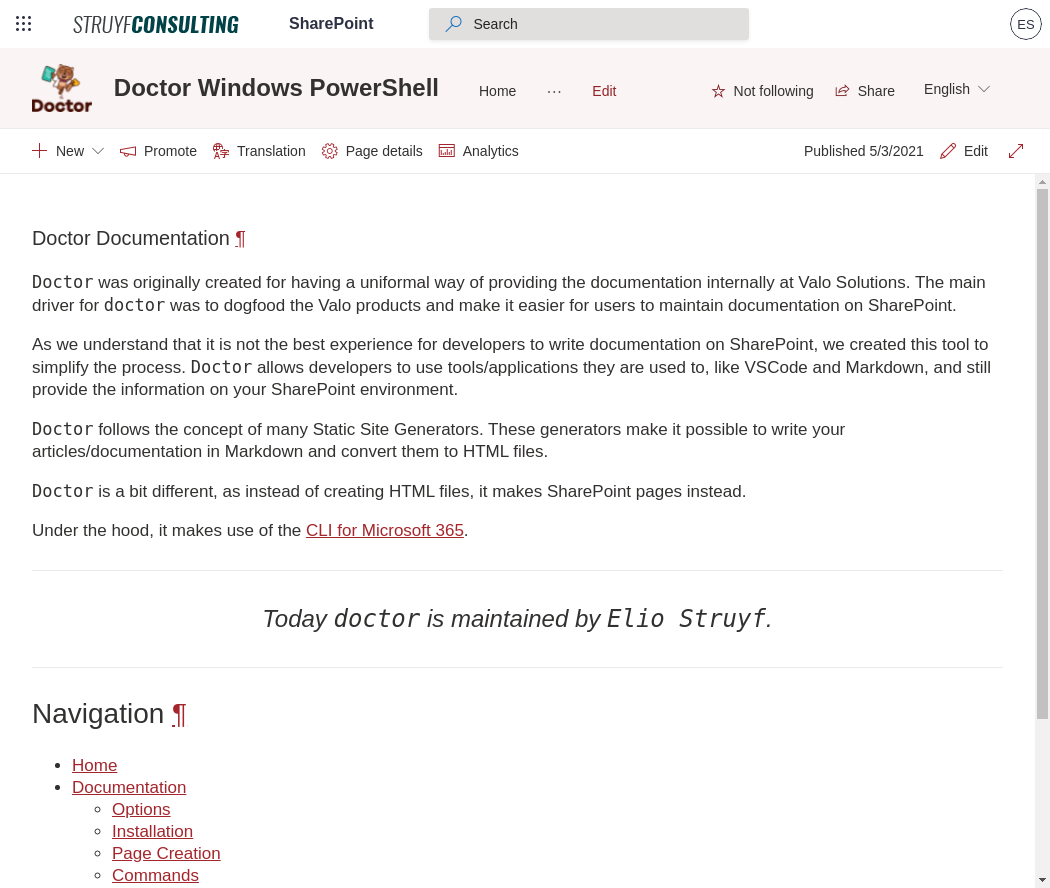 STRUYFCONSULTING SharePoint Search ES
Doctor Doctor Windows PowerShell Home ... Edit Not following Share English
New Promote Translation Page details Analytics Published 5/3/2021 Edit
Doctor Documentation ¶
Doctor was originally created for having a uniformal way of providing the documentation internally at Valo Solutions. The main
driver for doctor was to dogfood the Valo products and make it easier for users to maintain documentation on SharePoint.
As we understand that it is not the best experience for developers to write documentation on SharePoint, we created this tool to
simplify the process. Doctor allows developers to use tools/applications they are used to, like VSCode and Markdown, and still
provide the information on your SharePoint environment.
Doctor follows the concept of many Static Site Generators. These generators make it possible to write your
articles/documentation in Markdown and convert them to HTML files.
Doctor is a bit different, as instead of creating HTML files, it makes SharePoint pages instead.
Under the hood, it makes use of the CLI for Microsoft 365.
Today doctor is maintained by Elio Struyf.
Navigation ¶
Home
Documentation
Options
Installation
Page Creation
Commands